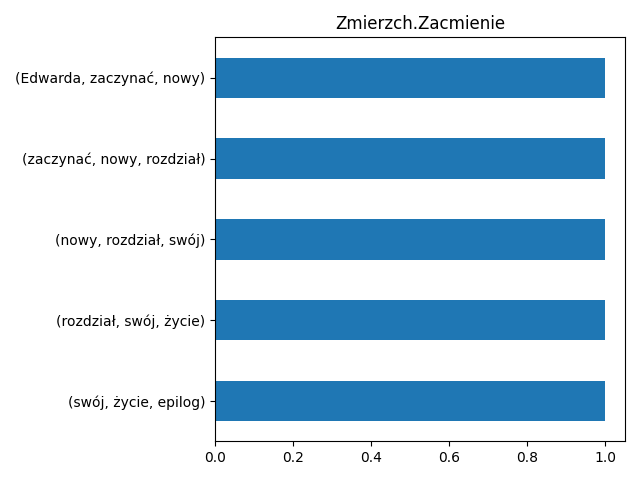 Zmierzch.Zacmienie
(Edwarda, zaczynać, nowy)
(zaczynać, nowy, rozdział)
(nowy, rozdział, swój)
(rozdział, swój, życie)
(swój, życie, epilog)
0.0 0.2 0.4 0.6 0.8 1.0